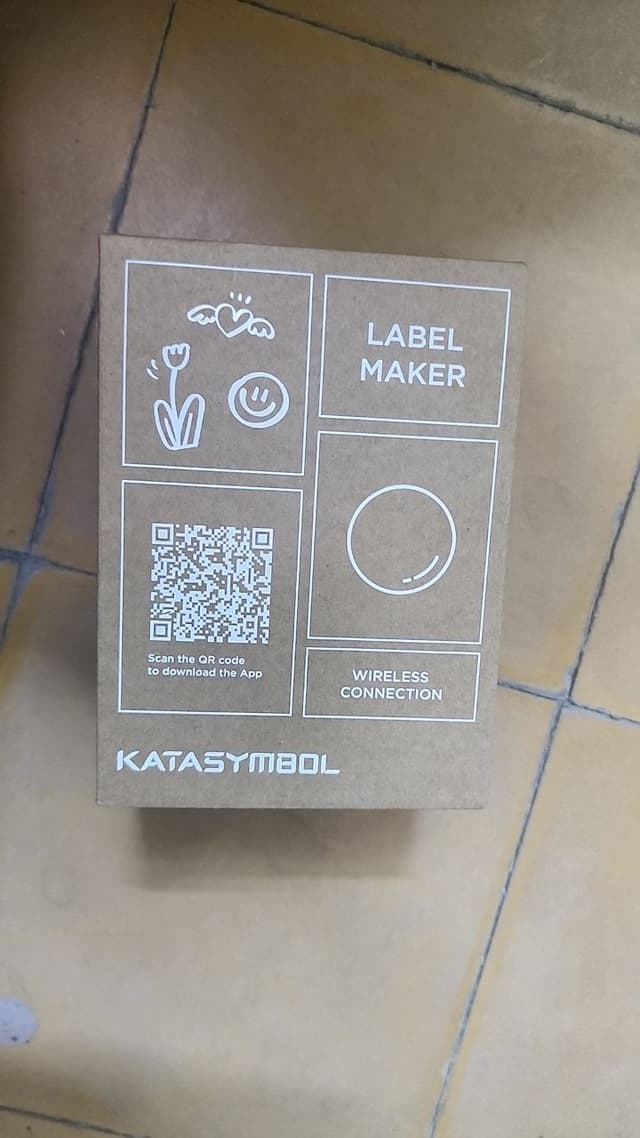 LABEL
MAKER
Scan the QR code
to download the App
WIRELESS
CONNECTION
KATASYMBOL